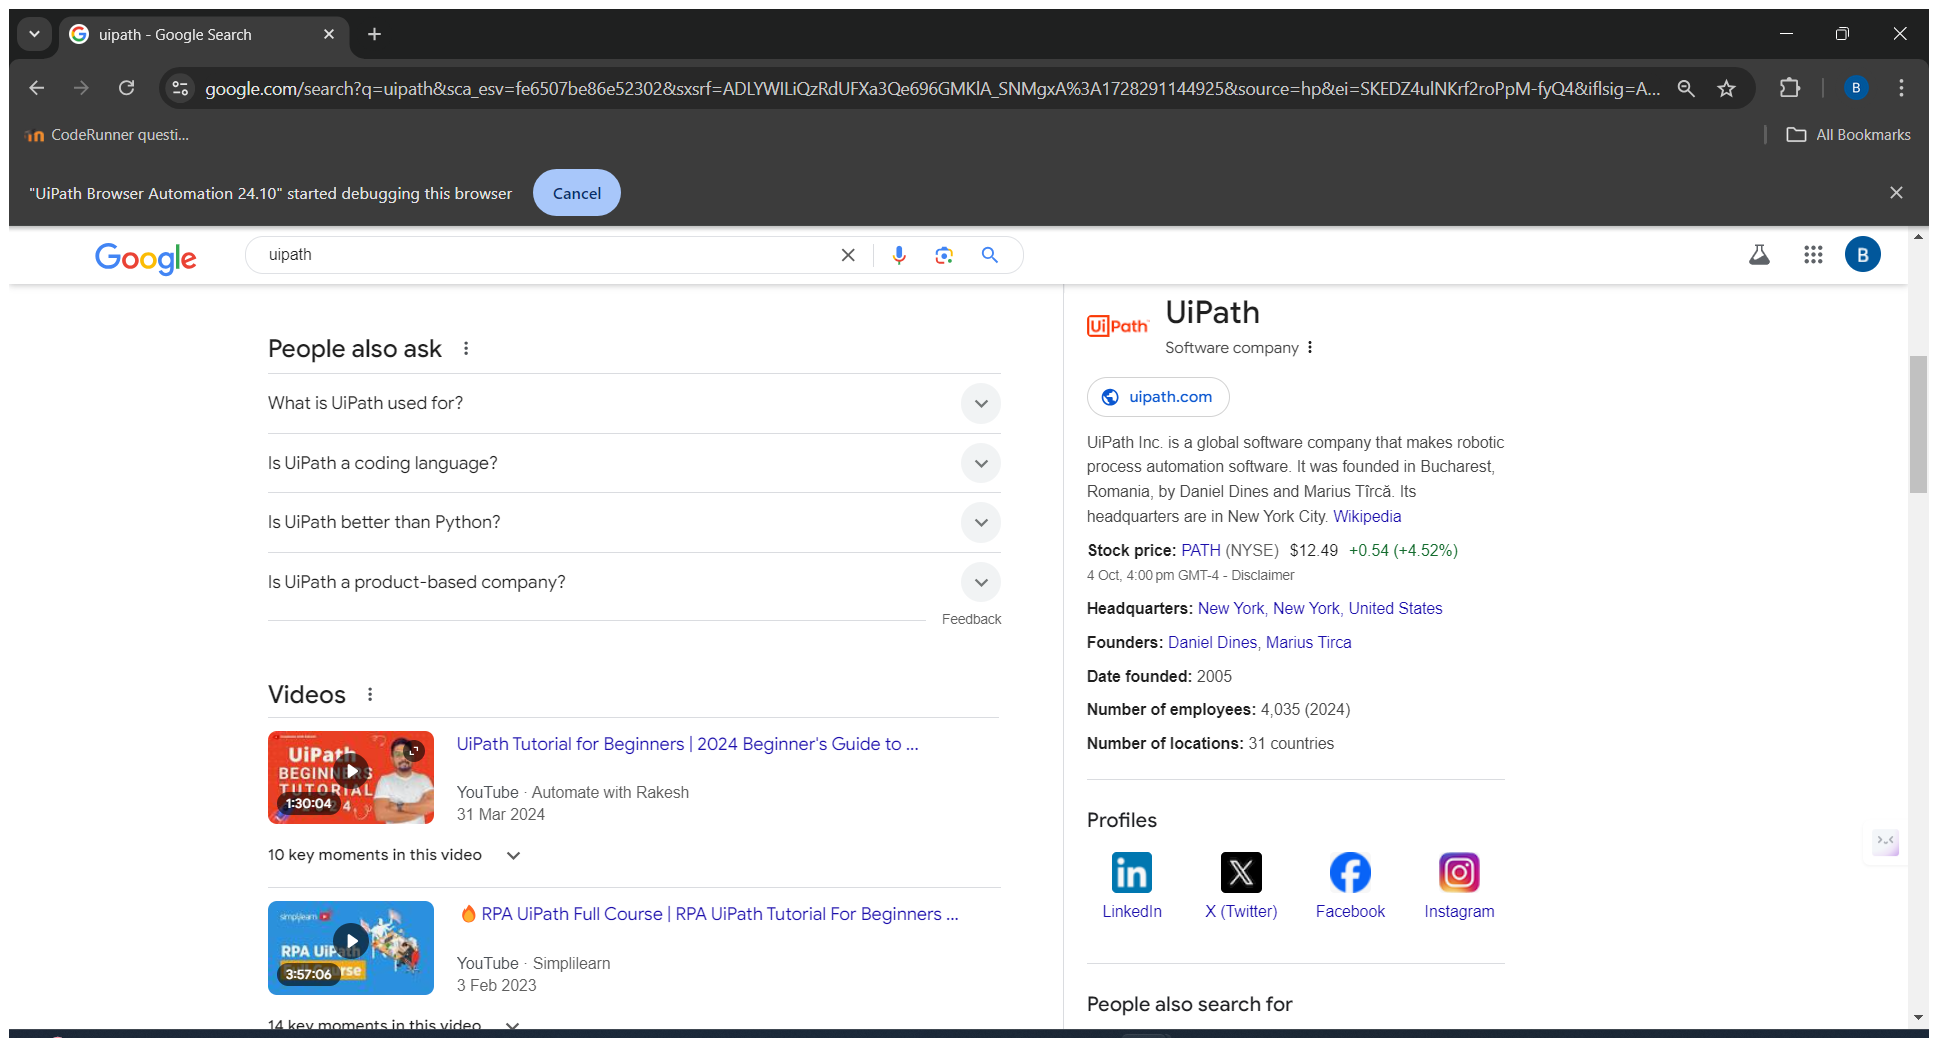 uipath - Google Search
google.com/search?q=uipath&sca_esv=fe6507be86e52302&sxsrf=ADLYWILiQzRdUFXa3Qe696GMKlA_SNMgxA%3A1728291144925&source=hp&ei=SKEDZ4ulNKrf2roPpM-fyQ4&iflsig=A...
B
CodeRunner questi...
All Bookmarks
"UiPath Browser Automation 24.10" started debugging this browser
Cancel
Google
uipath
B
People also ask
What is UiPath used for?
Is UiPath a coding language?
Is UiPath better than Python?
Is UiPath a product-based company?
Feedback
Videos
UiPath
BEGINNERS
TUTORIAL
1:30:04
UiPath Tutorial for Beginners | 2024 Beginner's Guide to ...
YouTube · Automate with Rakesh
31 Mar 2024
10 key moments in this video
simplilearn
RPA UiPath
3:57:06
RPA UiPath Full Course | RPA UiPath Tutorial For Beginners ...
YouTube · Simplilearn
3 Feb 2023
14 key moments in this video
UiPath
UiPath
Software company
uipath.com
UiPath Inc. is a global software company that makes robotic
process automation software. It was founded in Bucharest,
Romania, by Daniel Dines and Marius Tîrcă. Its
headquarters are in New York City. Wikipedia
Stock price: PATH (NYSE) $12.49 +0.54 (+4.52%)
4 Oct, 4:00 pm GMT-4 - Disclaimer
Headquarters: New York, New York, United States
Founders: Daniel Dines, Marius Tirca
Date founded: 2005
Number of employees: 4,035 (2024)
Number of locations: 31 countries
Profiles
LinkedIn
X (Twitter)
Facebook
Instagram
People also search for